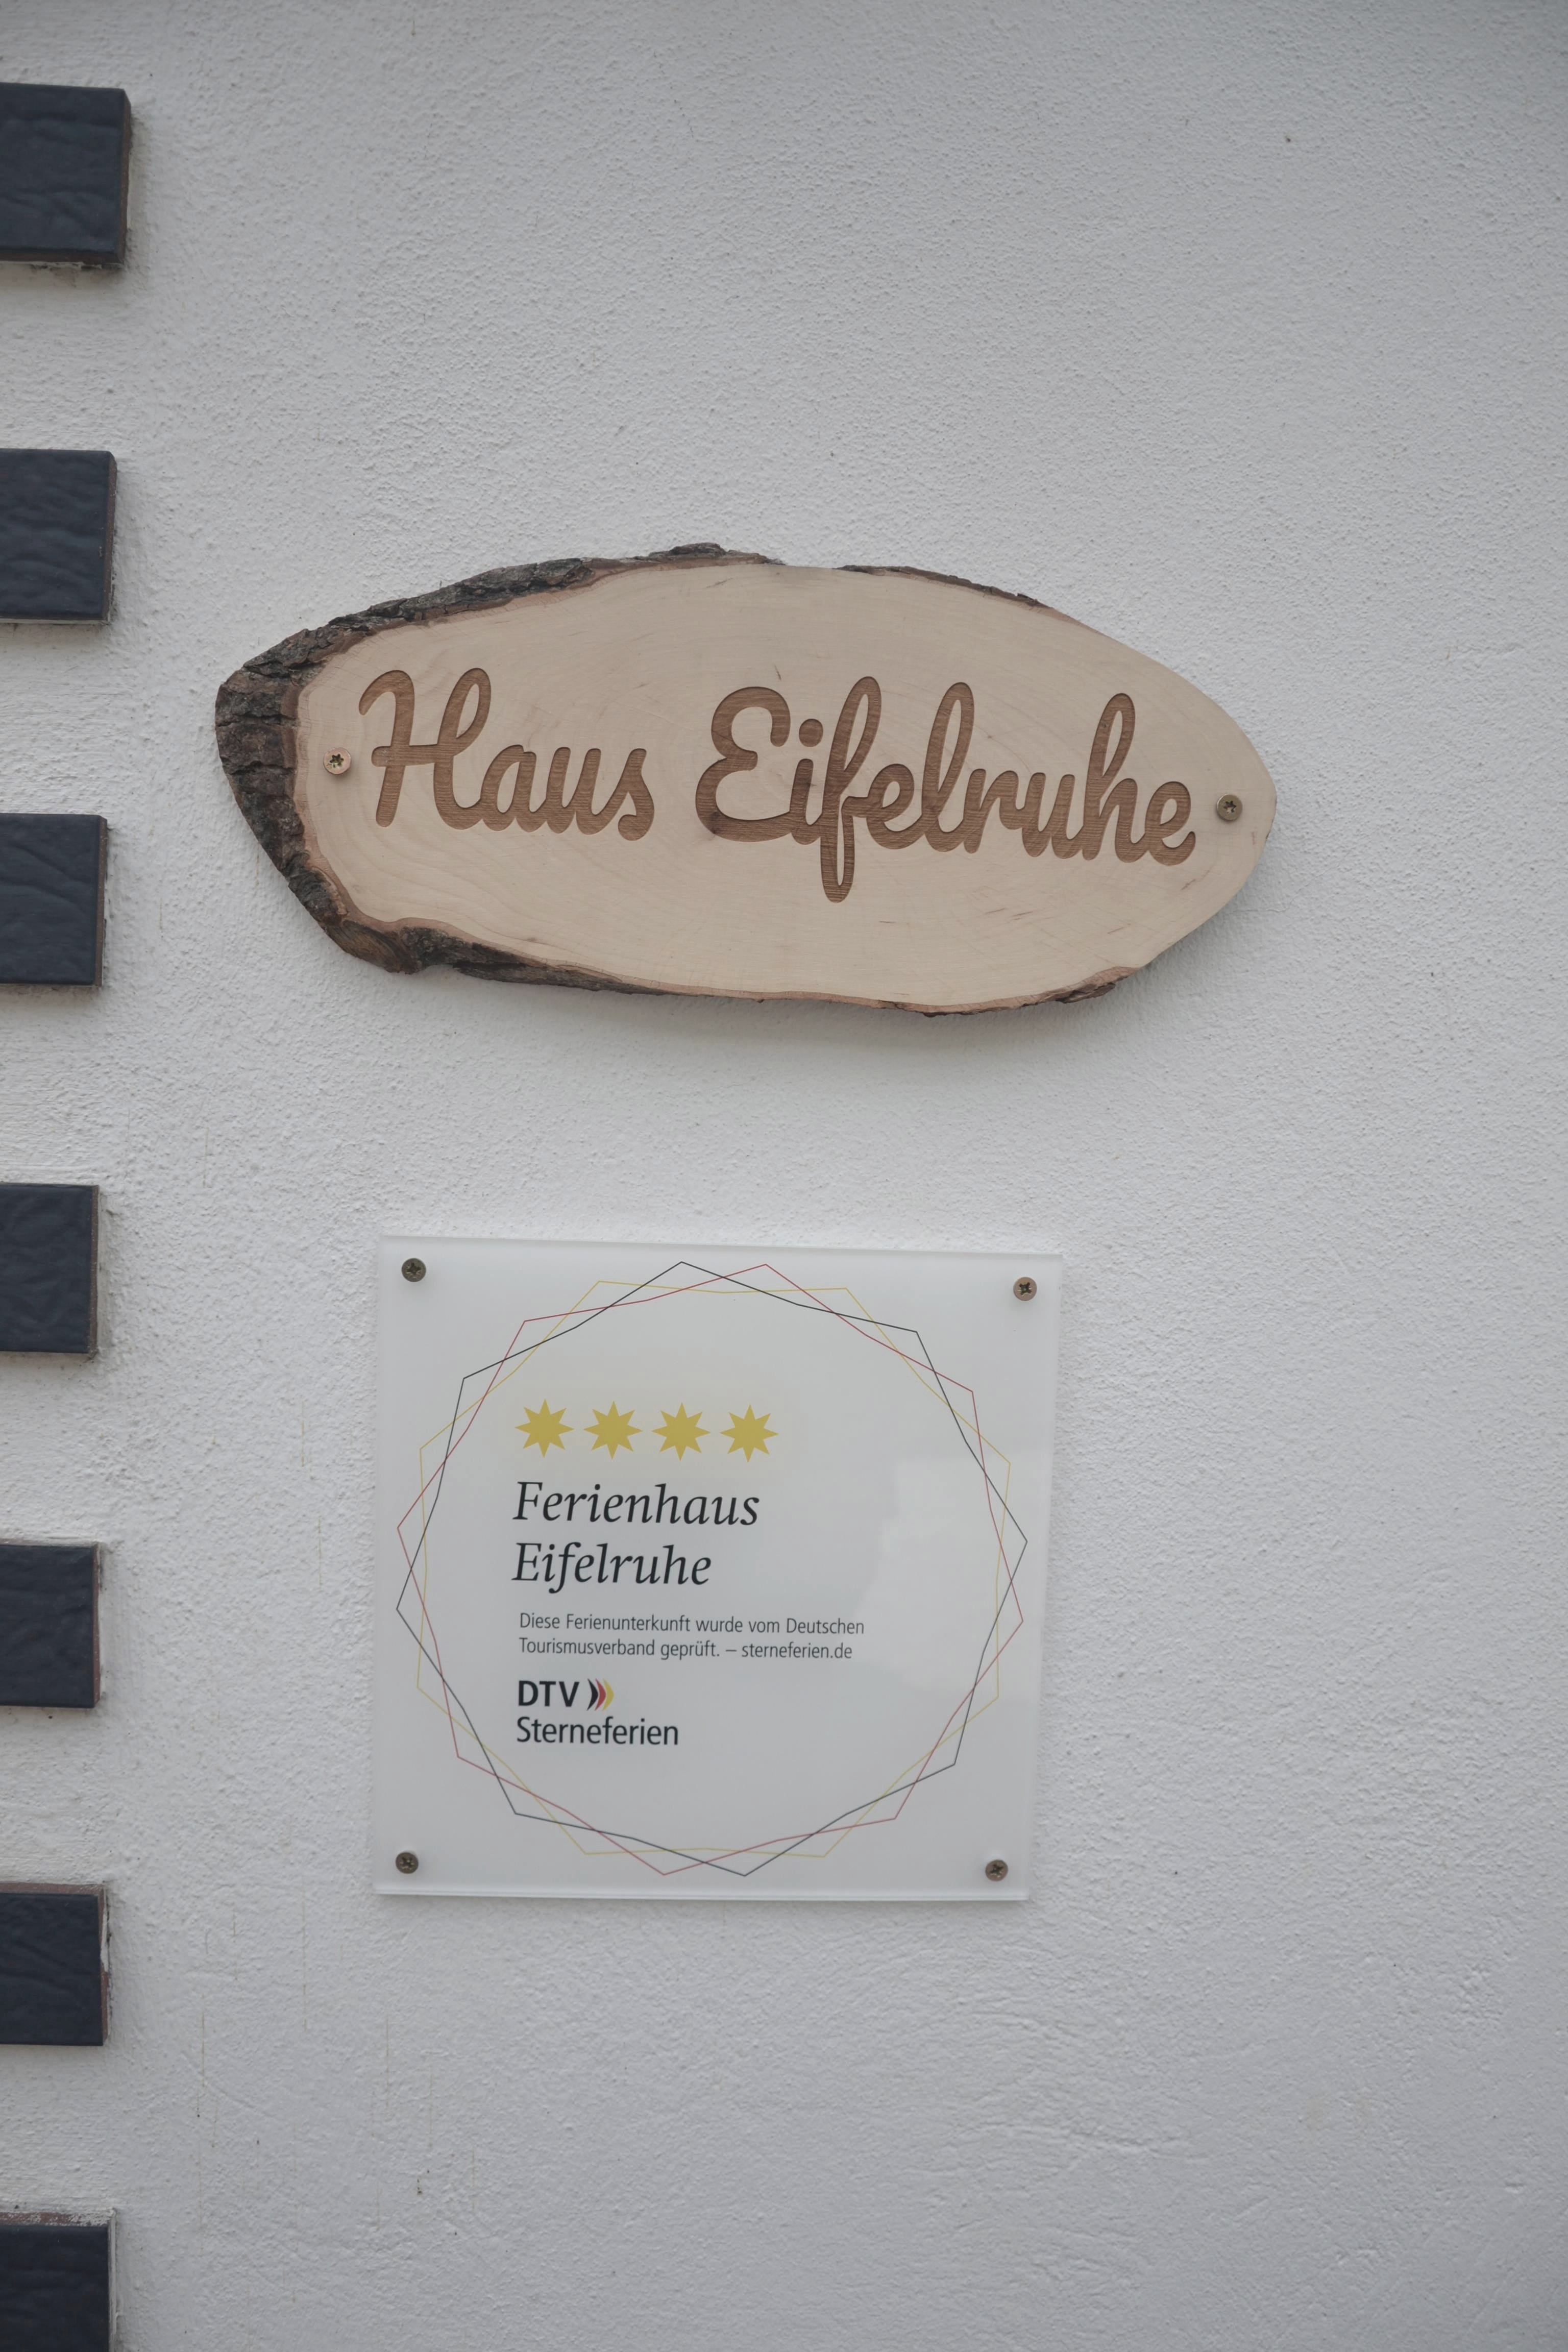 Haus Eifelruhe
Ferienhaus
Eifelruhe
Diese Ferienunterkunft wurde vom Deutschen
Tourismusverband geprüft. – sterneferien.de
DTV
Sterneferien